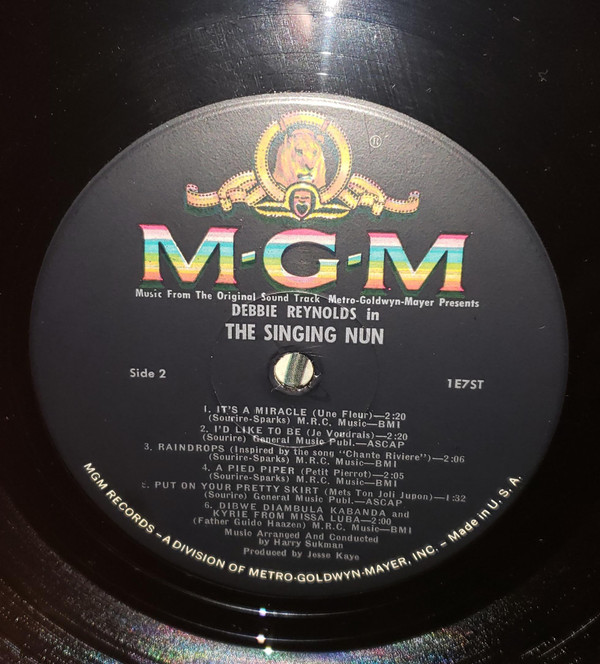 ®
M-G-M
Music From The Original Sound Track Metro-Goldwyn-Mayer Presents
DEBBIE REYNOLDS in
THE SINGING NUN
Side 2
1E7ST
1. IT'S A MIRACLE (Une Fleur)—2:20
(Sourire-Sparks) M.R.C. Music—BMI
2. I'D LIKE TO BE (Je Voudrais)—2:20
(Sourire) General Music Publ.—ASCAP
3. RAINDROPS (Inspired by the song "Chante Riviere")—2:06
(Sourire-Sparks) M.R.C. Music—BMI
4. A PIED PIPER (Petit Pierrot)—2:05
(Sourire-Sparks) M.R.C. Music—BMI
5. PUT ON YOUR PRETTY SKIRT (Mets Ton Joli Jupon)—1:32
(Sourire) General Music Publ.—ASCAP
6. DIBWE DIAMBULA KABANDA and
KYRIE FROM MISSA LUBA—2:00
(Father Guido Haazen) M.R.C. Music—BMI
Music Arranged And Conducted
by Harry Sukman
Produced by Jesse Kaye
MGM RECORDS – A DIVISION OF METRO-GOLDWYN-MAYER, INC. – Made in U.S.A.